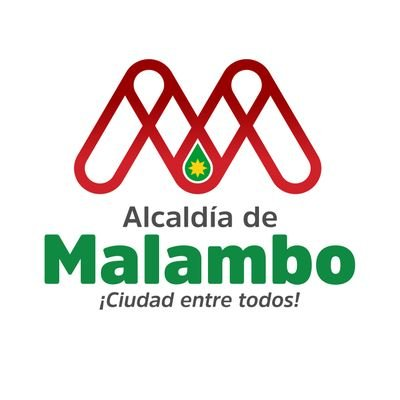 Alcaldía de
Malambo
¡Ciudad entre todos!